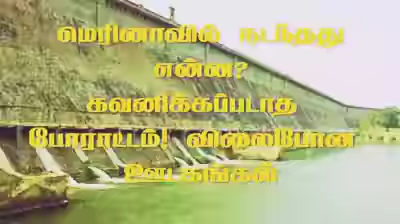 மெரினாவில் நடந்தது
என்ன?
கவனிக்கப்படாத
போராட்டம்! விலைபோன
ஊடகங்கள்